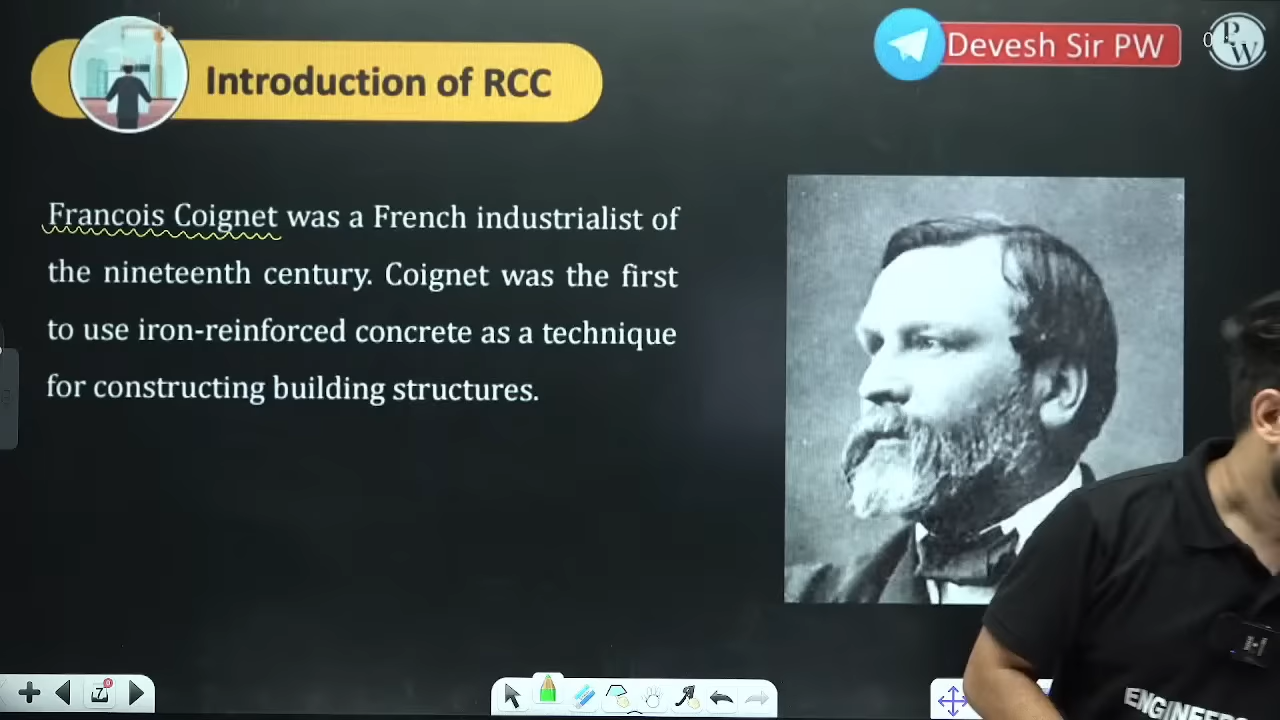 Introduction of RCC
Devesh Sir PW
PW
Francois Coignet was a French industrialist of
the nineteenth century. Coignet was the first
to use iron-reinforced concrete as a technique
for constructing building structures.